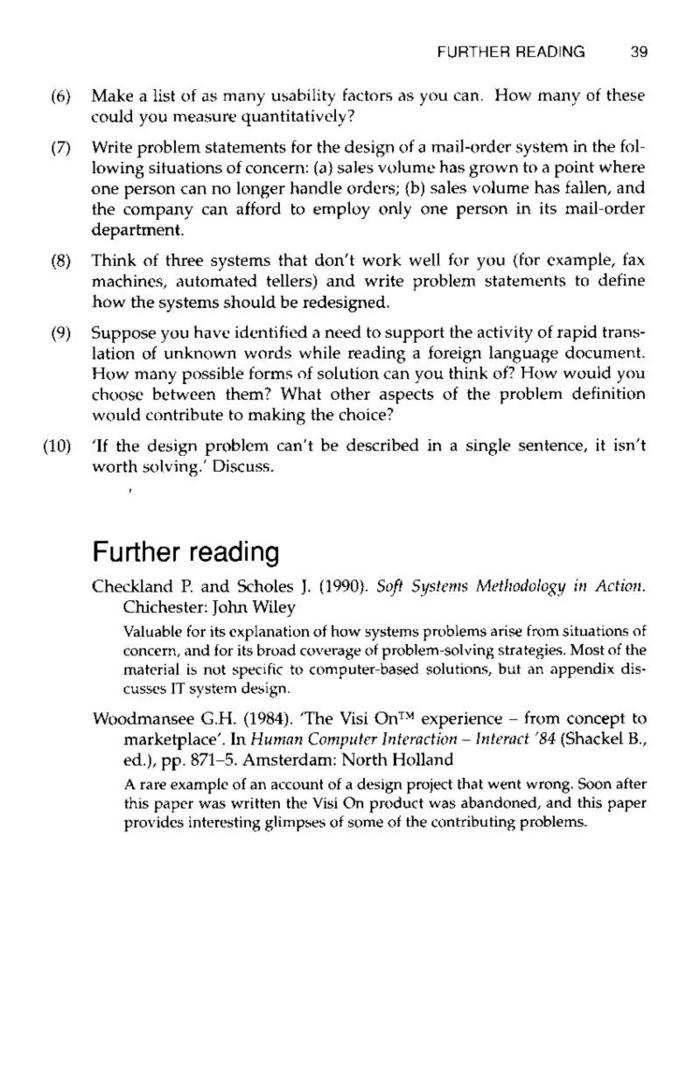 FURTHER READING 39
(6) Make a list of as many usability factors as you can. How many of these
could you measure quantitatively?
(7) Write problem statements for the design of a mail-order system in the fol-
lowing situations of concern: (a) sales volume has grown to a point where
one person can no longer handle orders; (b) sales volume has fallen, and
the company can afford to employ only one person in its mail-order
department.
(8) Think of three systems that don't work well for you (for example, fax
machines, automated tellers) and write problem statements to define
how the systems should be redesigned.
(9) Suppose you have identified a need to support the activity of rapid trans-
lation of unknown words while reading a foreign language document.
How many possible forms of solution can you think of? How would you
choose between them? What other aspects of the problem definition
would contribute to making the choice?
(10) 'If the design problem can't be described in a single sentence, it isn't
worth solving.' Discuss.
Further reading
Checkland P. and Scholes J. (1990). Soft Systems Methodology in Action.
Chichester: John Wiley
Valuable for its explanation of how systems problems arise from situations of
concern, and for its broad coverage of problem-solving strategies. Most of the
material is not specific to computer-based solutions, but an appendix dis-
cusses IT system design.
Woodmansee G.H. (1984). 'The Visi On™ experience – from concept to
marketplace'. In Human Computer Interaction – Interact '84 (Shackel B.,
ed.), pp. 871–5. Amsterdam: North Holland
A rare example of an account of a design project that went wrong. Soon after
this paper was written the Visi On product was abandoned, and this paper
provides interesting glimpses of some of the contributing problems.